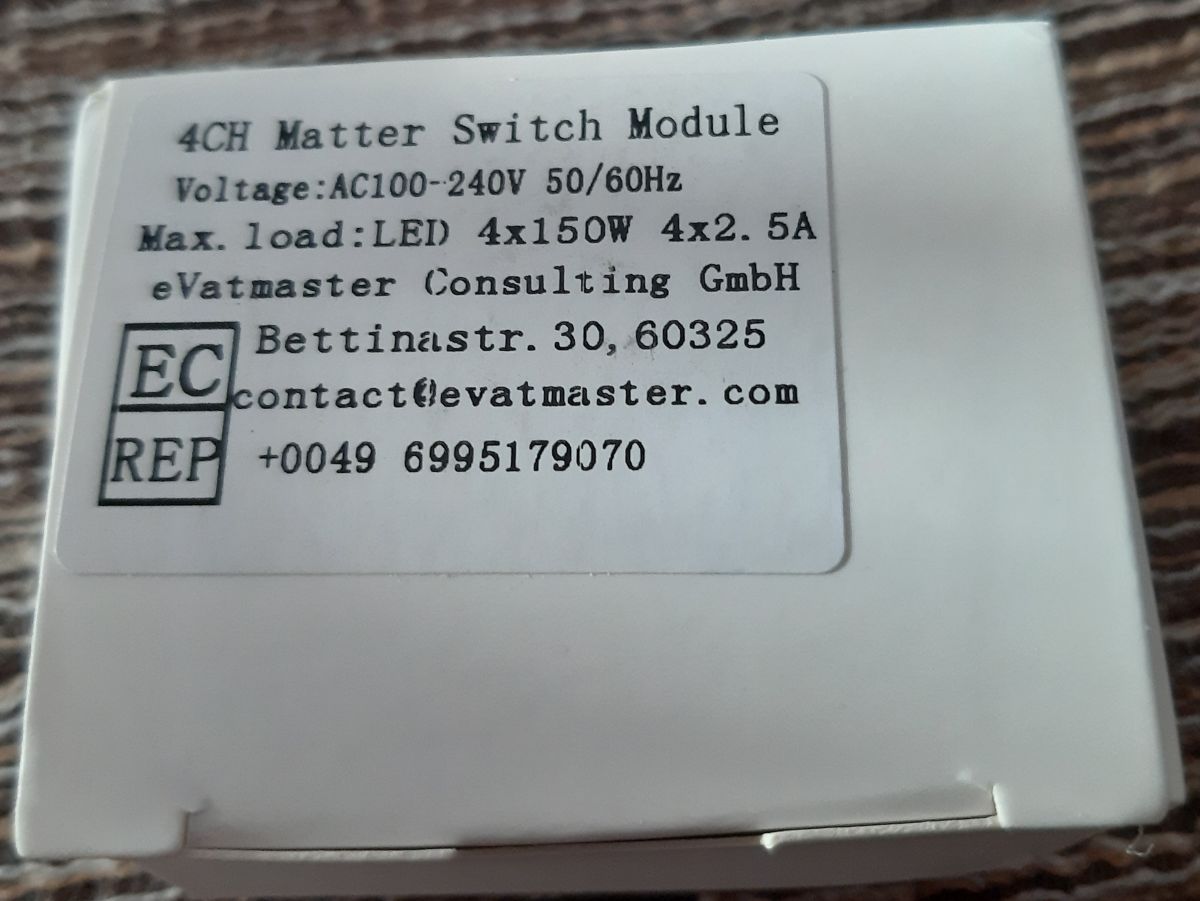 4CH Matter Switch Module
Voltage:AC100-240V 50/60Hz
Max. load:LED 4x150W 4x2.5A
eVatmaster Consulting GmbH
EC
REP
Bettinastr. 30, 60325
contact@evatmaster.com
+0049 6995179070